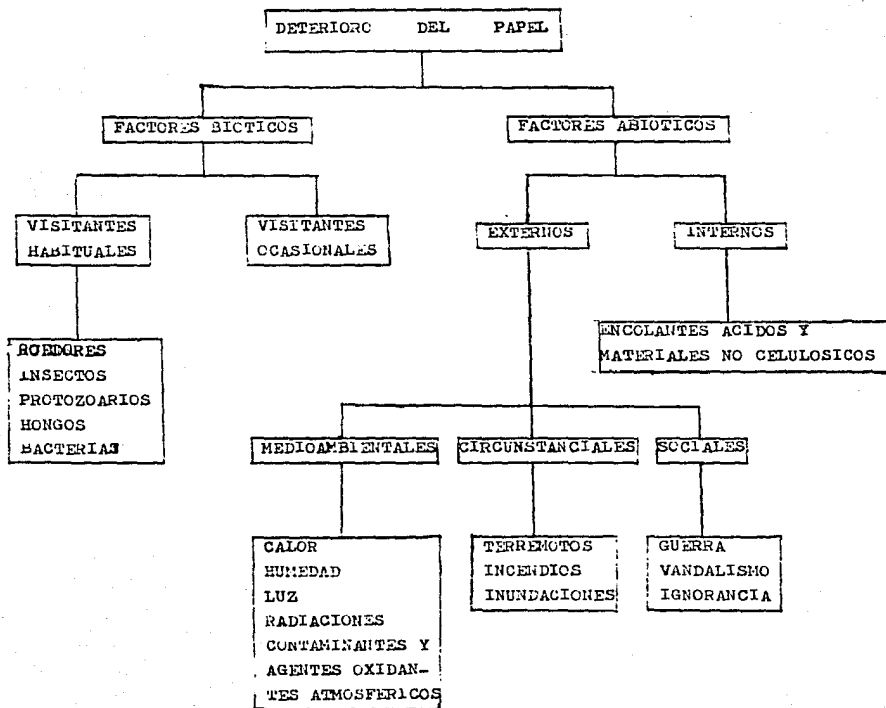 DETERIORO DEL PAPEL
FACTORES BIOTICOS
FACTORES ABIOTICOS
VISITANTES
HABITUALES
VISITANTES
OCASIONALES
EXTERNOS
INTERNOS
ROEDORES
INSECTOS
PROTOZOARIOS
HONGOS
BACTERIAS
ENCOLANTES ACIDOS Y
MATERIALES NO CELULOSICOS
MEDIOAMBIENTALES
CIRCUNSTANCIALES
SOCIALES
CALOR
HUMEDAD
LUZ
RADIACIONES
CONTAMINANTES Y
AGENTES OXIDAN-
TES ATMOSFERICOS
TERREMOTOS
INCENDIOS
INUNDACIONES
GUERRA
VANDALISMO
IGNORANCIA